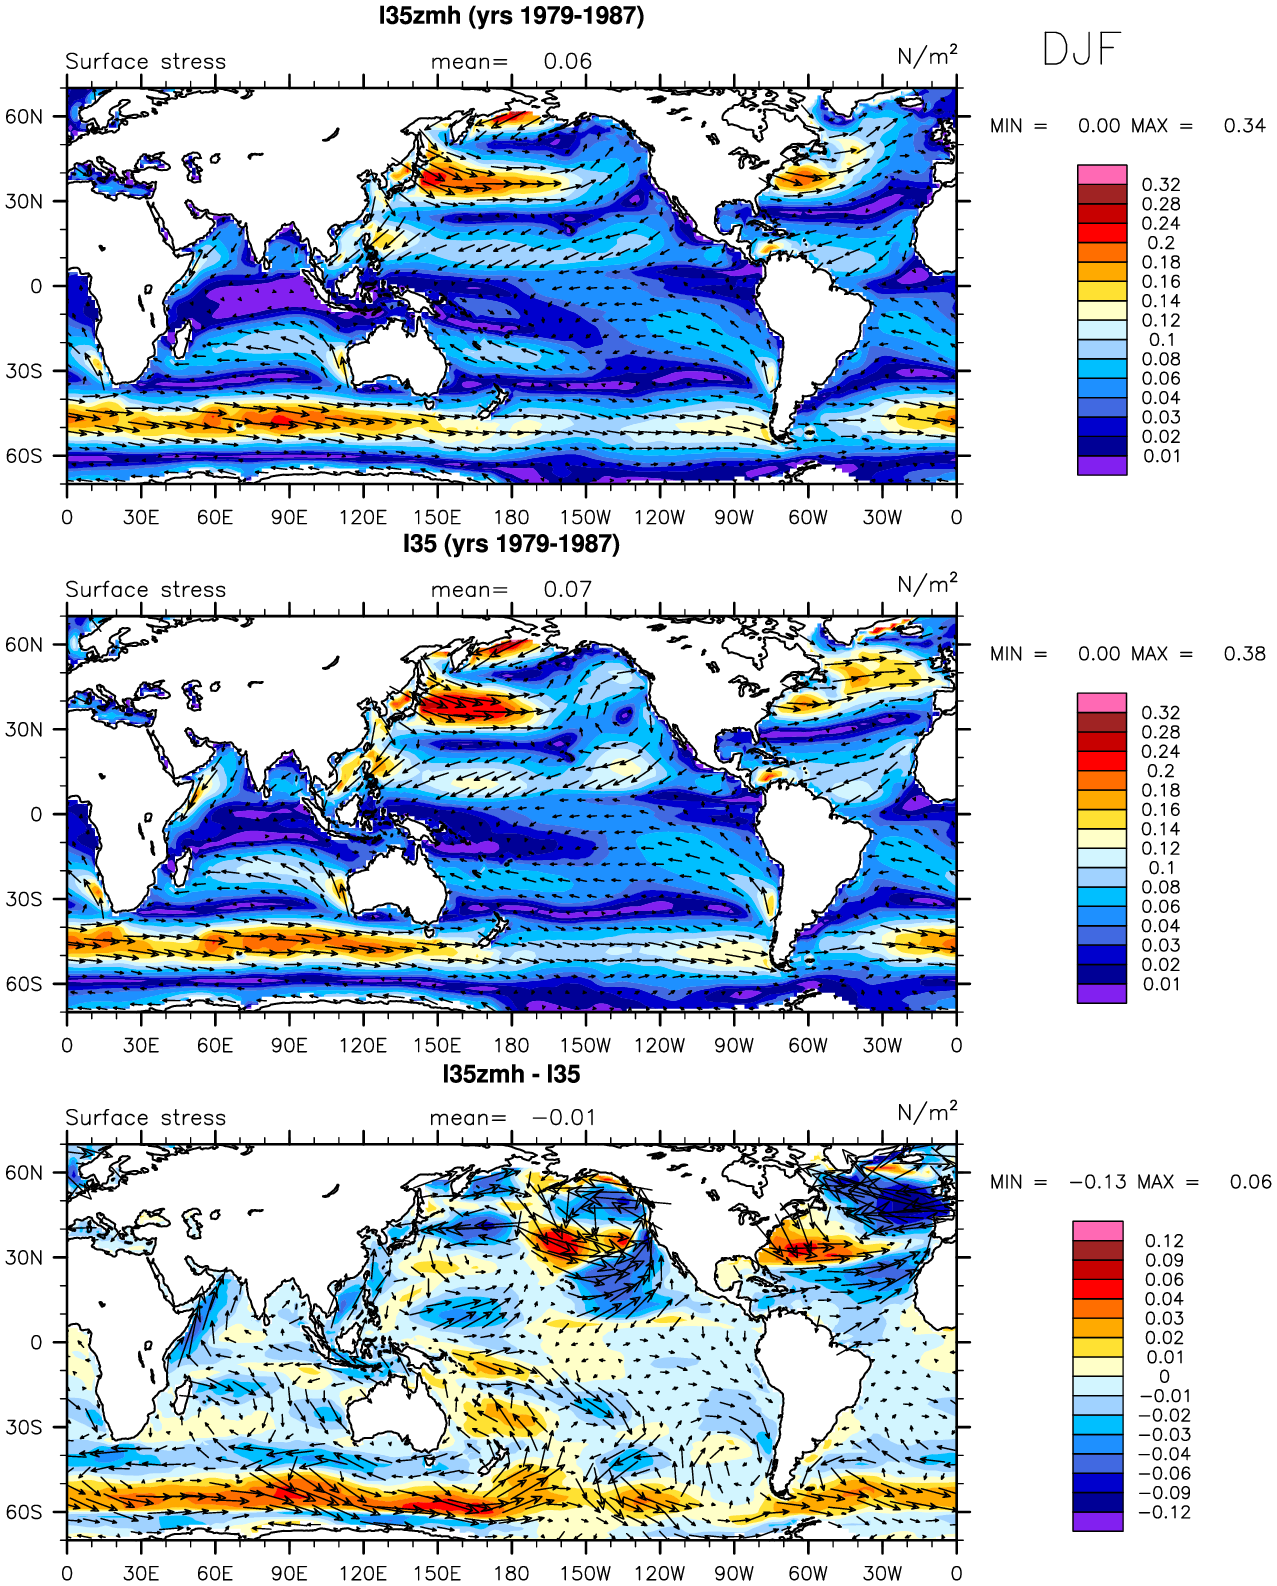 I35zmh (yrs 1979-1987)
Surface stress mean= 0.06 N/m²
DJF
MIN = 0.00 MAX = 0.34
60N
30N
0
30S
60S
0 30E 60E 90E 120E 150E 180 150W 120W 90W 60W 30W 0
0.32
0.28
0.24
0.2
0.18
0.16
0.14
0.12
0.1
0.08
0.06
0.04
0.03
0.02
0.01
I35 (yrs 1979-1987)
Surface stress mean= 0.07 N/m²
MIN = 0.00 MAX = 0.38
60N
30N
0
30S
60S
0 30E 60E 90E 120E 150E 180 150W 120W 90W 60W 30W 0
0.32
0.28
0.24
0.2
0.18
0.16
0.14
0.12
0.1
0.08
0.06
0.04
0.03
0.02
0.01
I35zmh - I35
Surface stress mean= −0.01 N/m²
MIN = −0.13 MAX = 0.06
60N
30N
0
30S
60S
0 30E 60E 90E 120E 150E 180 150W 120W 90W 60W 30W 0
0.12
0.09
0.06
0.04
0.03
0.02
0.01
0
−0.01
−0.02
−0.03
−0.04
−0.06
−0.09
−0.12